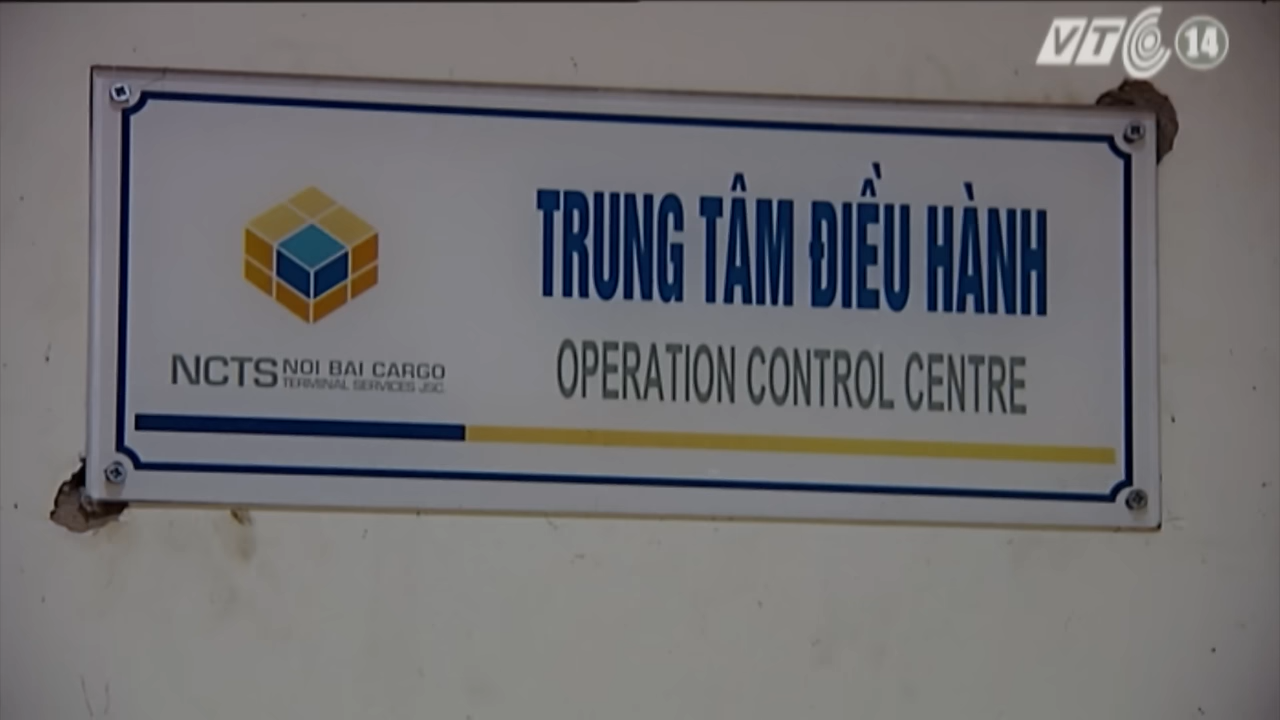 VTC 14
TRUNG TÂM ĐIỀU HÀNH
OPERATION CONTROL CENTRE
NCTS NOI BAI CARGO
TERMINAL SERVICES JSC